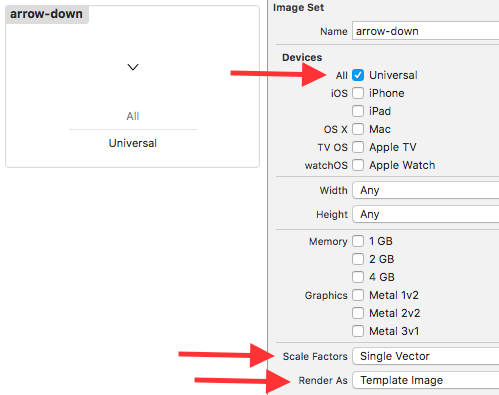 arrow-down
All
Universal
Image Set
Name arrow-down
Devices
All Universal
iOS iPhone
iPad
OS X Mac
TV OS Apple TV
watchOS Apple Watch
Width Any
Height Any
Memory 1 GB
2 GB
4 GB
Graphics Metal 1v2
Metal 2v2
Metal 3v1
Scale Factors Single Vector
Render As Template Image